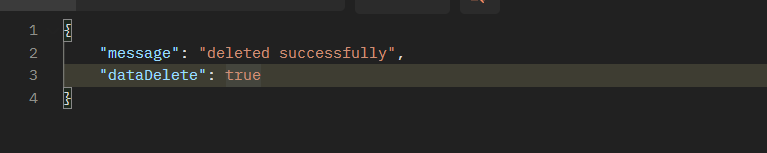 1 {
2 "message": "deleted successfully",
3 "dataDelete": true
4 }